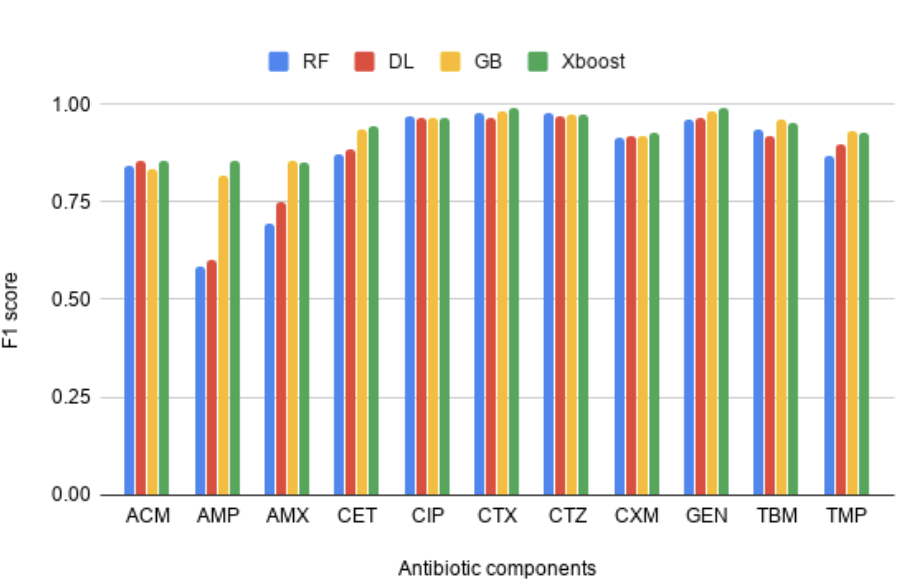 RF DL GB Xboost
1.00
0.75
0.50
0.25
0.00
F1 score
ACM AMP AMX CET CIP CTX CTZ CXM GEN TBM TMP
Antibiotic components